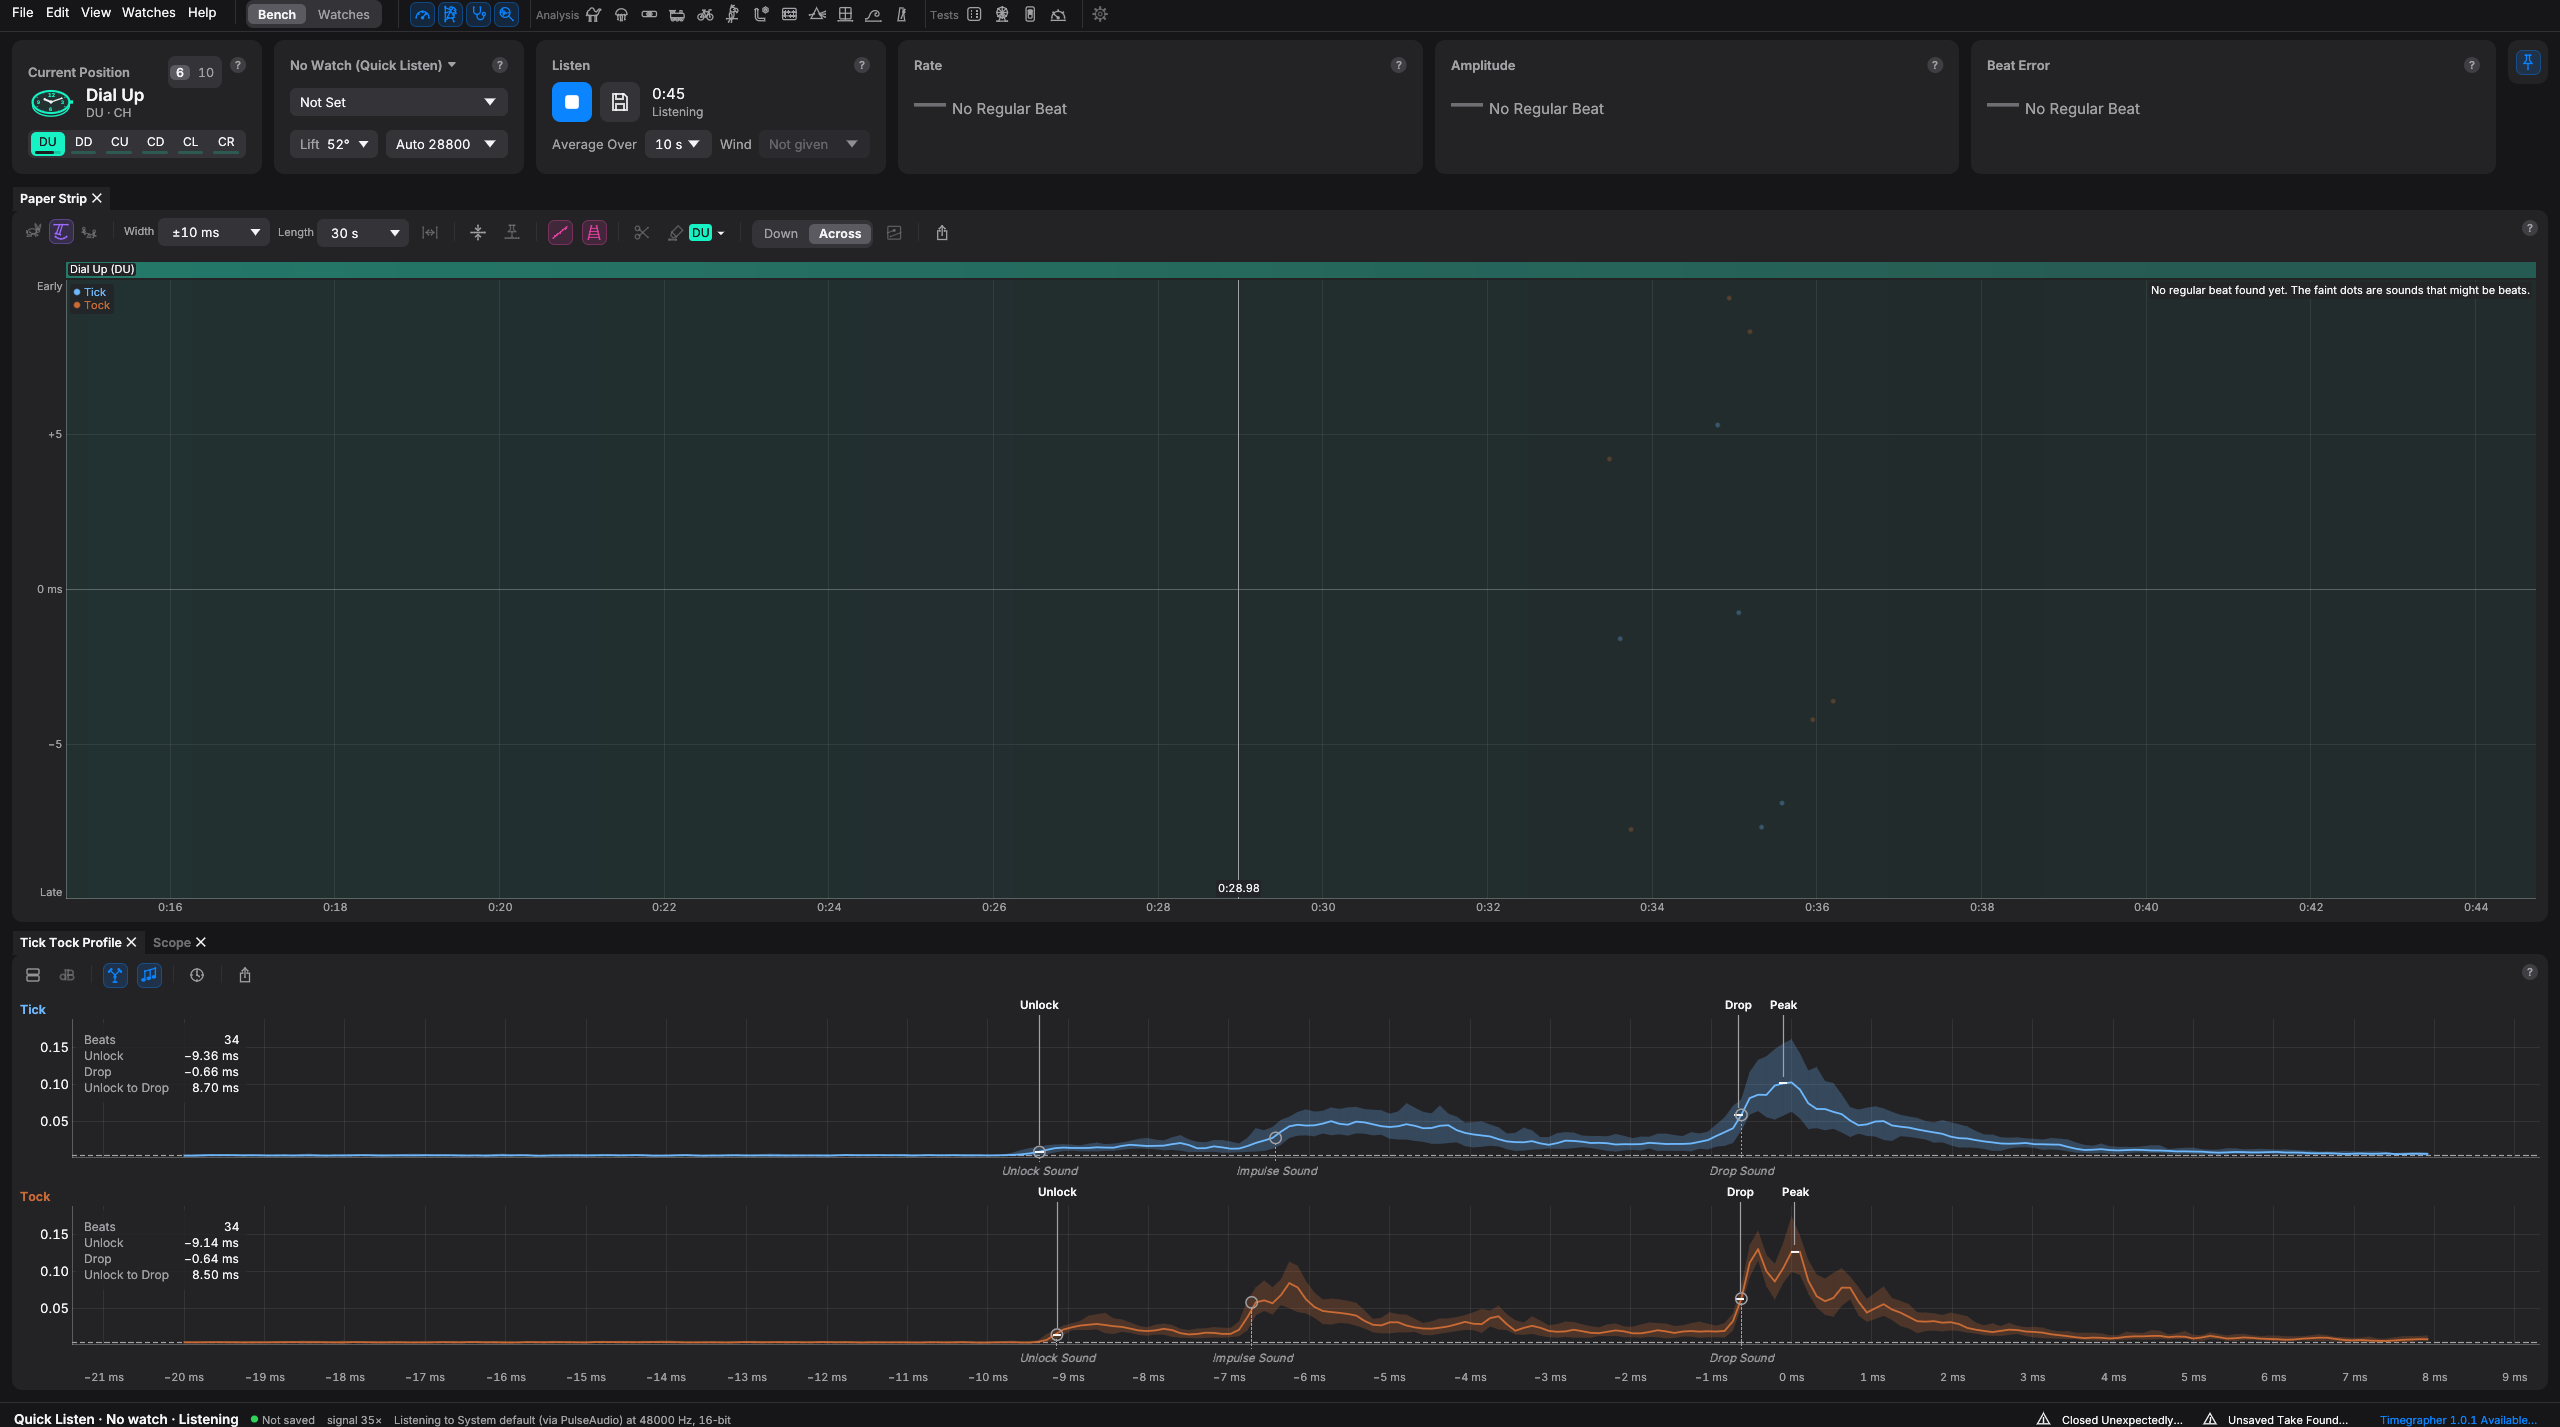 File Edit View Watches Help Bench Watches Analysis Tests
Current Position 6 10 ?
Dial Up
DU · CH
DU DD CU CD CL CR
No Watch (Quick Listen) ?
Not Set
Lift 52° Auto 28800
Listen ?
0:45
Listening
Average Over 10 s Wind Not given
Rate ?
No Regular Beat
Amplitude ?
No Regular Beat
Beat Error ?
No Regular Beat
Paper Strip
Width ±10 ms Length 30 s DU Down Across ?
Dial Up (DU)
Early
Tick
Tock
No regular beat found yet. The faint dots are sounds that might be beats.
+5
0 ms
−5
Late
0:28.98
0:16 0:18 0:20 0:22 0:24 0:26 0:28 0:30 0:32 0:34 0:36 0:38 0:40 0:42 0:44
Tick Tock Profile Scope
dB ?
Tick
Unlock Drop Peak
0.15
0.10
0.05
Beats 34
Unlock −9.36 ms
Drop −0.66 ms
Unlock to Drop 8.70 ms
Unlock Sound Impulse Sound Drop Sound
Tock
Unlock Drop Peak
0.15
0.10
0.05
Beats 34
Unlock −9.14 ms
Drop −0.64 ms
Unlock to Drop 8.50 ms
Unlock Sound Impulse Sound Drop Sound
−21 ms −20 ms −19 ms −18 ms −17 ms −16 ms −15 ms −14 ms −13 ms −12 ms −11 ms −10 ms −9 ms −8 ms −7 ms −6 ms −5 ms −4 ms −3 ms −2 ms −1 ms 0 ms 1 ms 2 ms 3 ms 4 ms 5 ms 6 ms 7 ms 8 ms 9 ms
Quick Listen · No watch · Listening Not saved signal 35× Listening to System default (via PulseAudio) at 48000 Hz, 16-bit Closed Unexpectedly... Unsaved Take Found... Timegrapher 1.0.1 Available...